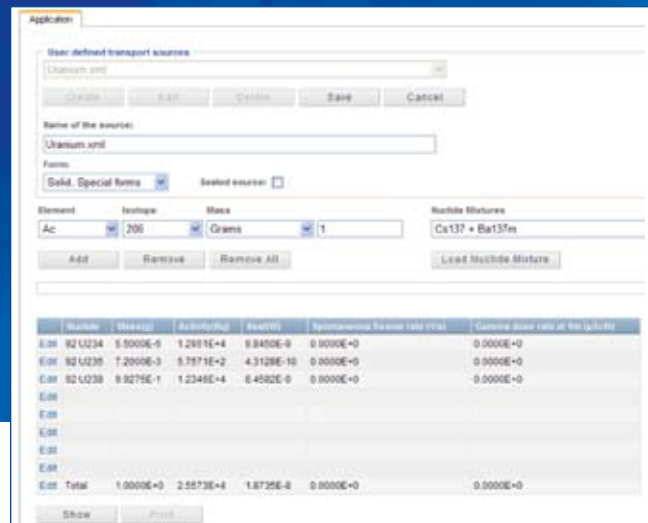 Application
User defined transport sources
Uranium.xml
Create Edit Delete Save Cancel
Name of the source:
Uranium.xml
Forms
Solid. Special forms Sealed source:
Element Isotope Mass Nuclide Mixtures
Ac 206 Grams 1 Cs137 + Ba137m
Add Remove Remove All Load Nuclide Mixture
Nuclide Mass(g) Activity(Bq) Heat(W) Spontaneous fission rate (1/s) Gamma dose rate at 1m (µSv/h)
Edit 92 U234 5.5000E-5 1.2651E+4 9.8450E-9 0.0000E+0 0.0000E+0
Edit 92 U235 7.2000E-3 5.7571E+2 4.3128E-10 0.0000E+0 0.0000E+0
Edit 92 U238 9.9275E-1 1.2346E+4 8.4582E-9 0.0000E+0 0.0000E+0
Edit
Edit
Edit
Edit
Edit
Edit Total 1.0000E+0 2.5573E+4 1.8735E-8 0.0000E+0 0.0000E+0
Show Print